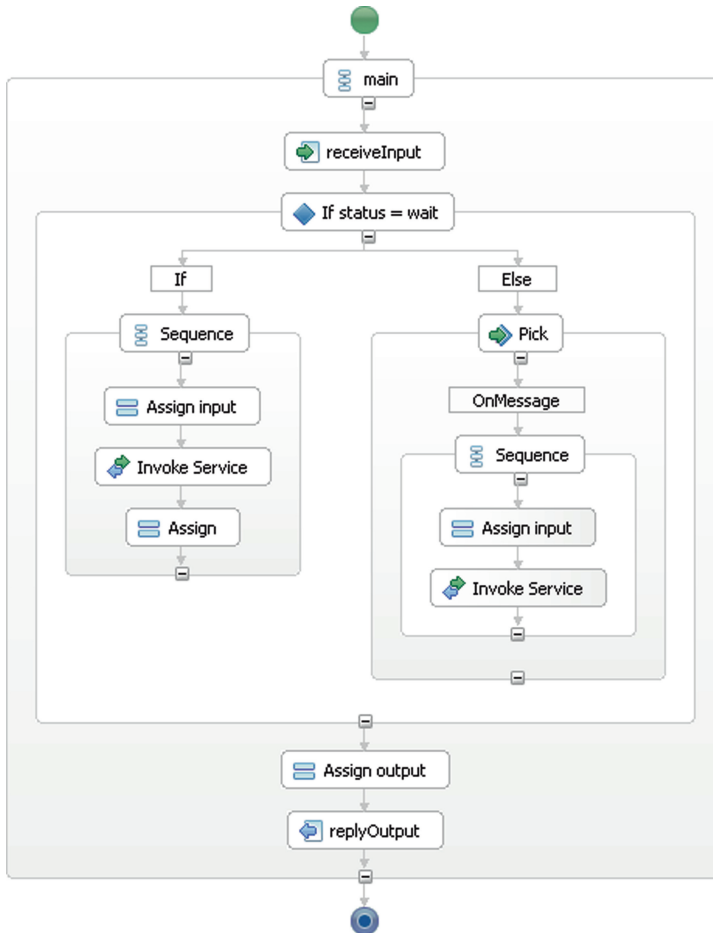 main
receiveInput
If status = wait
If
Else
Sequence
Pick
Assign input
OnMessage
Invoke Service
Sequence
Assign
Assign input
Invoke Service
Assign output
replyOutput